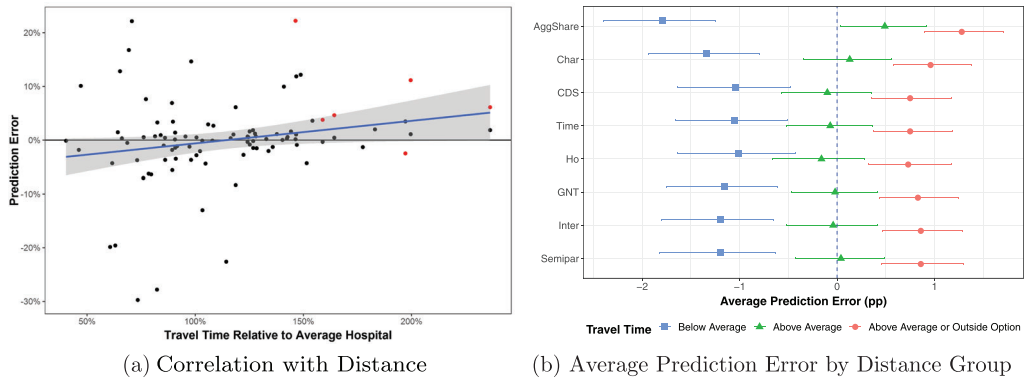 20%
10%
0%
-10%
-20%
-30%
Prediction Error
50%
100%
150%
200%
Travel Time Relative to Average Hospital
(a) Correlation with Distance
AggShare
Char
CDS
Time
Ho
GNT
Inter
Semipar
−2
−1
0
1
Average Prediction Error (pp)
Travel Time Below Average Above Average Above Average or Outside Option
(b) Average Prediction Error by Distance Group